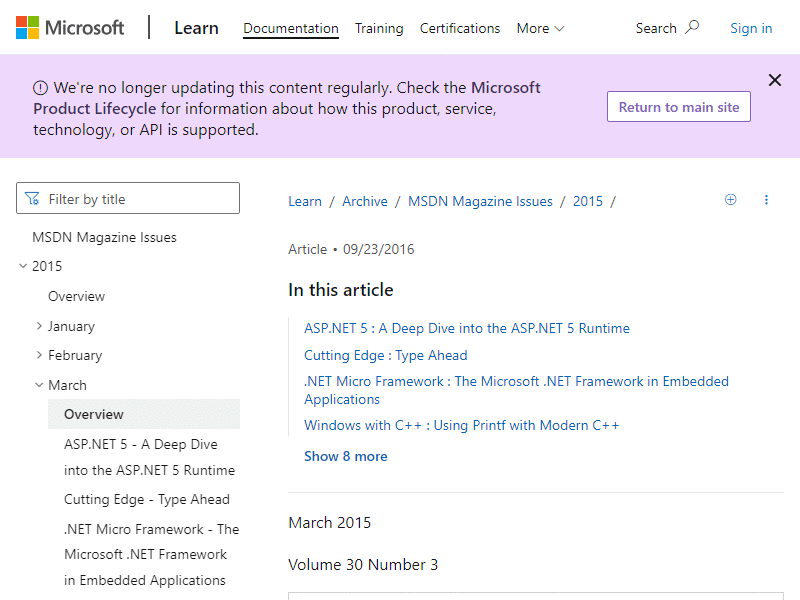 Microsoft | Learn Documentation Training Certifications More Search Sign in
We're no longer updating this content regularly. Check the Microsoft
Product Lifecycle for information about how this product, service,
technology, or API is supported.
Return to main site
Filter by title
MSDN Magazine Issues
2015
Overview
January
February
March
Overview
ASP.NET 5 - A Deep Dive
into the ASP.NET 5 Runtime
Cutting Edge - Type Ahead
.NET Micro Framework - The
Microsoft .NET Framework
in Embedded Applications
Learn / Archive / MSDN Magazine Issues / 2015 /
Article • 09/23/2016
In this article
ASP.NET 5 : A Deep Dive into the ASP.NET 5 Runtime
Cutting Edge : Type Ahead
.NET Micro Framework : The Microsoft .NET Framework in Embedded
Applications
Windows with C++ : Using Printf with Modern C++
Show 8 more
March 2015
Volume 30 Number 3